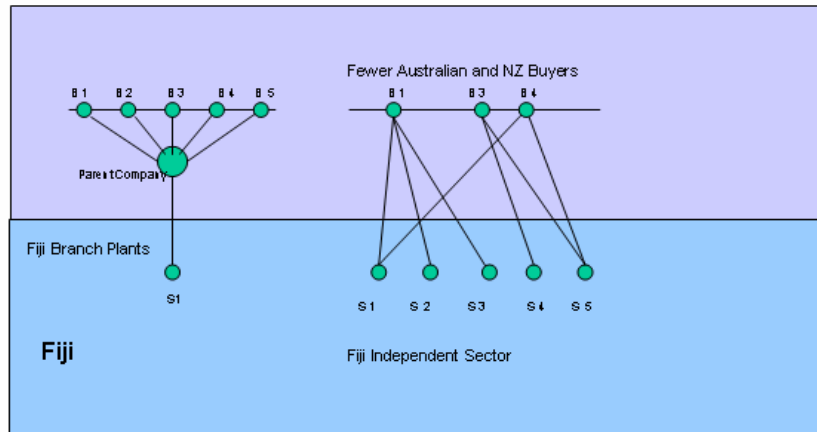 Fewer Australian and NZ Buyers
B 1 B 2 B 3 B 4 B 5
B 1 B 3 B 4
ParentCompany
Fiji Branch Plants
S1
S 1 S 2 S 3 S 4 S 5
Fiji
Fiji Independent Sector